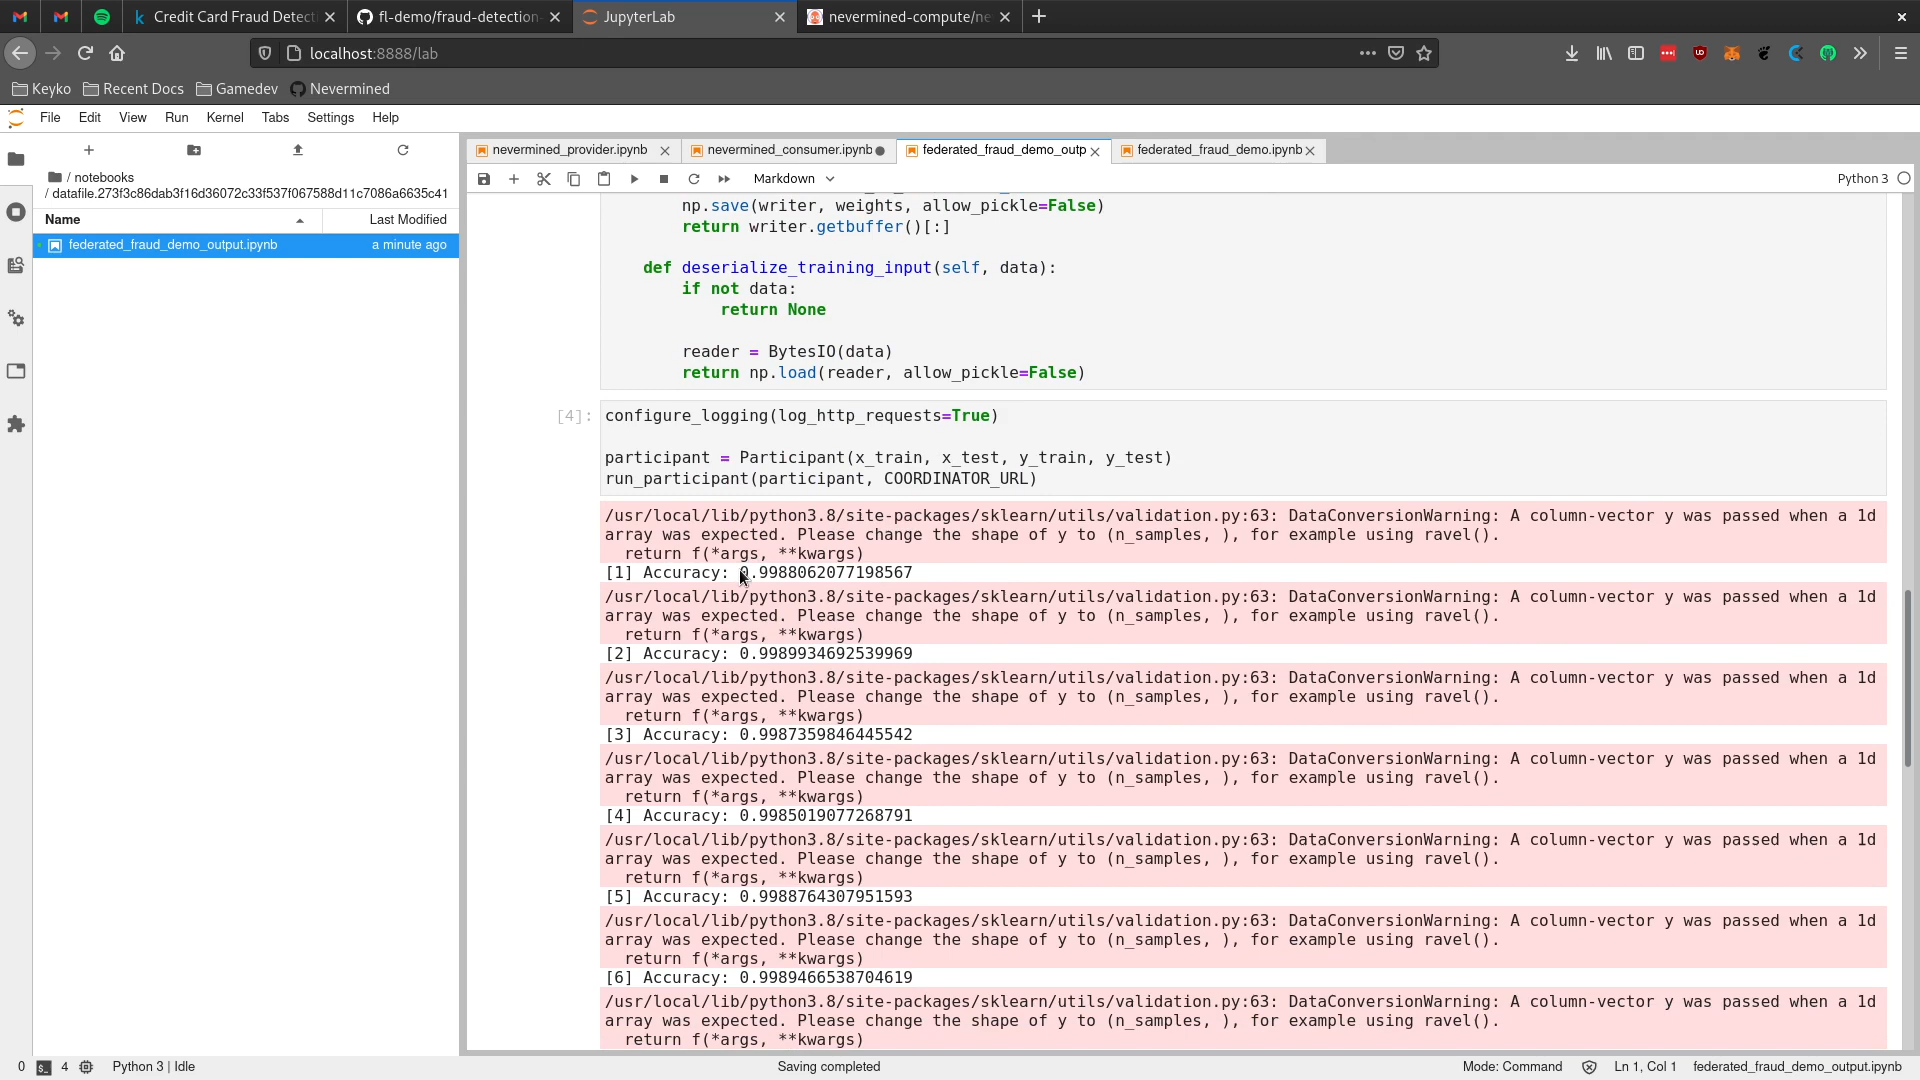 Credit Card Fraud Detecti
fl-demo/fraud-detection-
JupyterLab
nevermined-compute/ne
localhost:8888/lab
Keyko
Recent Docs
Gamedev
Nevermined
File Edit View Run Kernel Tabs Settings Help
/ notebooks
/ datafile.273f3c86dab3f16d36072c33f537f067588d11c7086a6635c41
Name
Last Modified
federated_fraud_demo_output.ipynb
a minute ago
nevermined_provider.ipynb
nevermined_consumer.ipynb
federated_fraud_demo_outp
federated_fraud_demo.ipynb
Markdown
Python 3
np.save(writer, weights, allow_pickle=False)
return writer.getbuffer()[:]
def deserialize_training_input(self, data):
if not data:
return None
reader = BytesIO(data)
return np.load(reader, allow_pickle=False)
[4]:
configure_logging(log_http_requests=True)
participant = Participant(x_train, x_test, y_train, y_test)
run_participant(participant, COORDINATOR_URL)
/usr/local/lib/python3.8/site-packages/sklearn/utils/validation.py:63: DataConversionWarning: A column-vector y was passed when a 1d
array was expected. Please change the shape of y to (n_samples, ), for example using ravel().
return f(*args, **kwargs)
[1] Accuracy: 0.9988062077198567
/usr/local/lib/python3.8/site-packages/sklearn/utils/validation.py:63: DataConversionWarning: A column-vector y was passed when a 1d
array was expected. Please change the shape of y to (n_samples, ), for example using ravel().
return f(*args, **kwargs)
[2] Accuracy: 0.9989934692539969
/usr/local/lib/python3.8/site-packages/sklearn/utils/validation.py:63: DataConversionWarning: A column-vector y was passed when a 1d
array was expected. Please change the shape of y to (n_samples, ), for example using ravel().
return f(*args, **kwargs)
[3] Accuracy: 0.9987359846445542
/usr/local/lib/python3.8/site-packages/sklearn/utils/validation.py:63: DataConversionWarning: A column-vector y was passed when a 1d
array was expected. Please change the shape of y to (n_samples, ), for example using ravel().
return f(*args, **kwargs)
[4] Accuracy: 0.9985019077268791
/usr/local/lib/python3.8/site-packages/sklearn/utils/validation.py:63: DataConversionWarning: A column-vector y was passed when a 1d
array was expected. Please change the shape of y to (n_samples, ), for example using ravel().
return f(*args, **kwargs)
[5] Accuracy: 0.9988764307951593
/usr/local/lib/python3.8/site-packages/sklearn/utils/validation.py:63: DataConversionWarning: A column-vector y was passed when a 1d
array was expected. Please change the shape of y to (n_samples, ), for example using ravel().
return f(*args, **kwargs)
[6] Accuracy: 0.9989466538704619
/usr/local/lib/python3.8/site-packages/sklearn/utils/validation.py:63: DataConversionWarning: A column-vector y was passed when a 1d
array was expected. Please change the shape of y to (n_samples, ), for example using ravel().
return f(*args, **kwargs)
0
4
Python 3 | Idle
Saving completed
Mode: Command
Ln 1, Col 1
federated_fraud_demo_output.ipynb